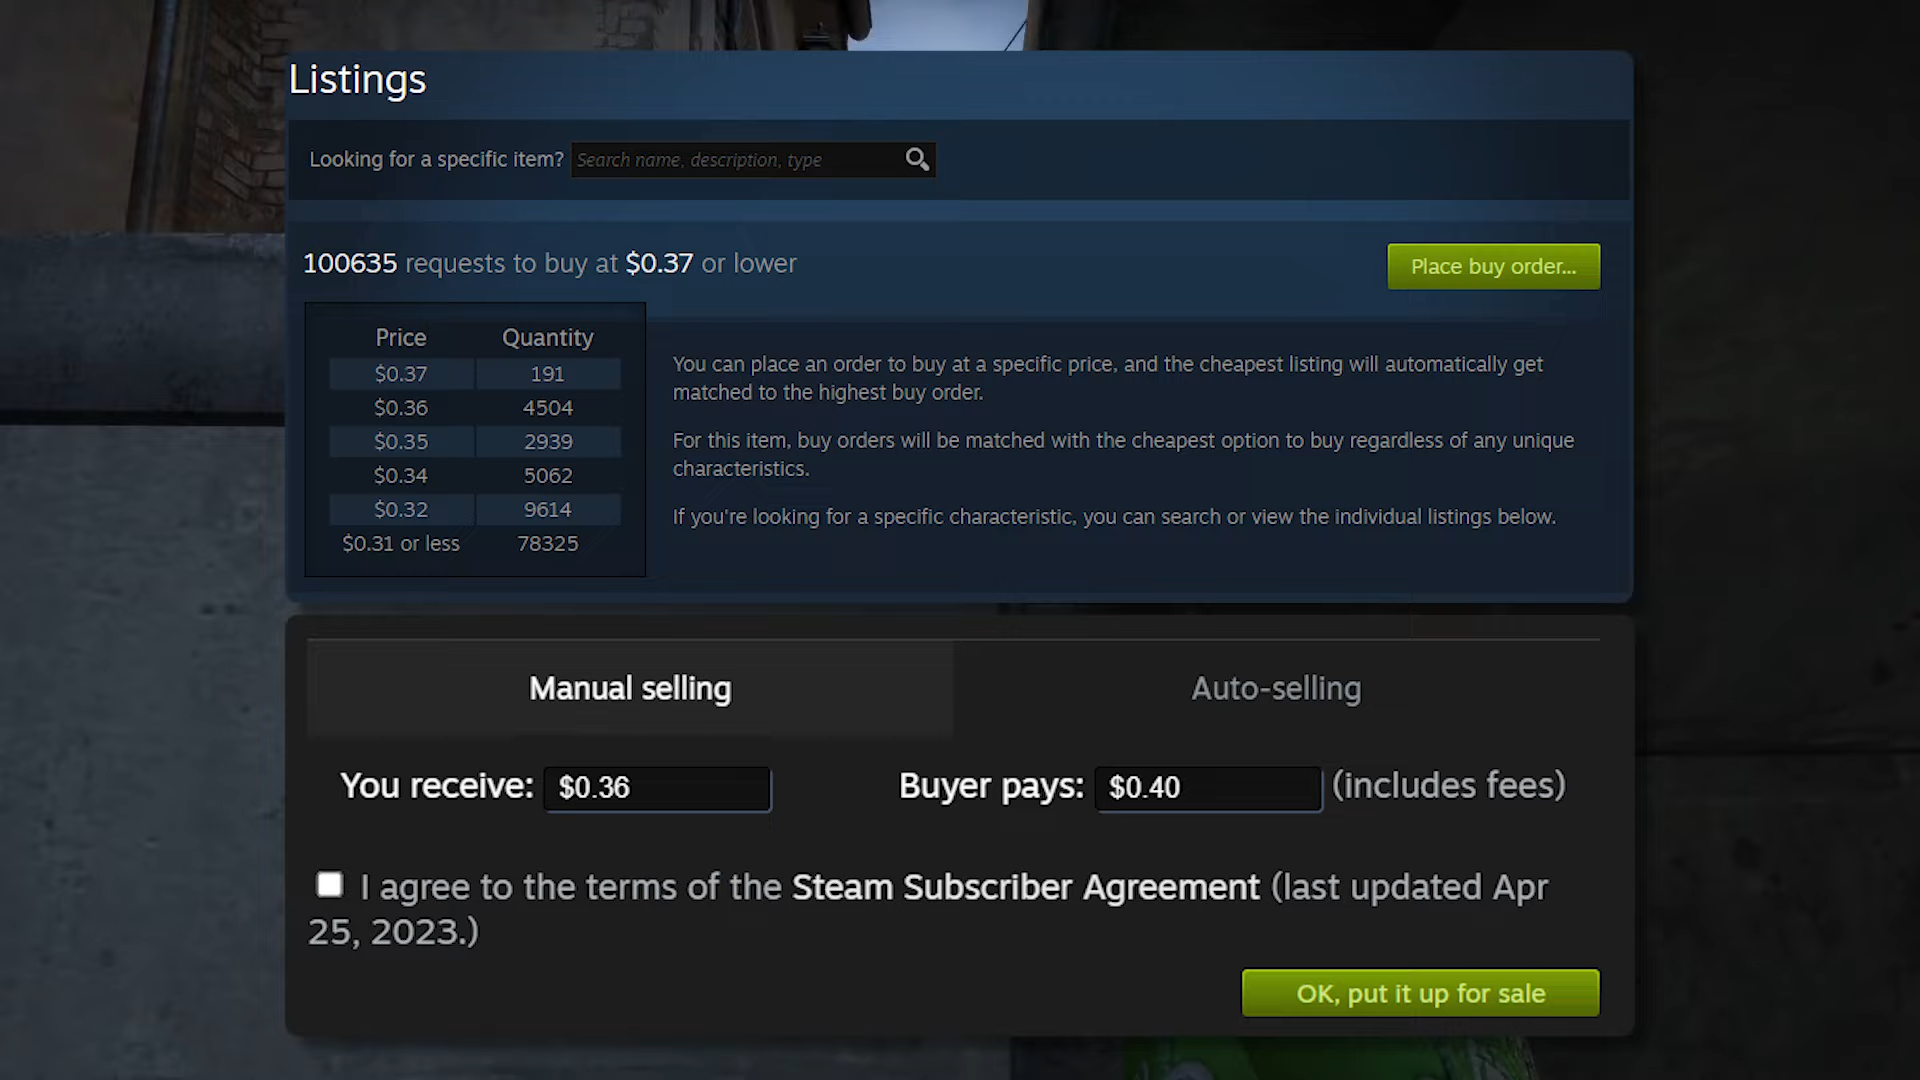 Listings
Looking for a specific item? Search name, description, type
100635 requests to buy at $0.37 or lower
Place buy order...
Price Quantity
$0.37 191
$0.36 4504
$0.35 2939
$0.34 5062
$0.32 9614
$0.31 or less 78325
You can place an order to buy at a specific price, and the cheapest listing will automatically get
matched to the highest buy order.
For this item, buy orders will be matched with the cheapest option to buy regardless of any unique
characteristics.
If you're looking for a specific characteristic, you can search or view the individual listings below.
Manual selling Auto-selling
You receive: $0.36 Buyer pays: $0.40 (includes fees)
I agree to the terms of the Steam Subscriber Agreement (last updated Apr
25, 2023.)
OK, put it up for sale